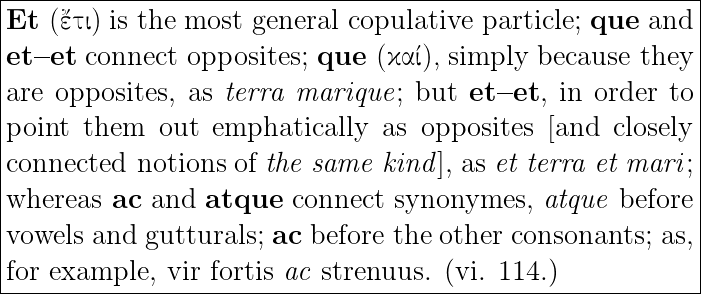 Et (ἔτι) is the most general copulative particle; que and
et–et connect opposites; que (καί), simply because they
are opposites, as terra marique; but et–et, in order to
point them out emphatically as opposites [and closely
connected notions of the same kind], as et terra et mari;
whereas ac and atque connect synonymes, atque before
vowels and gutturals; ac before the other consonants; as,
for example, vir fortis ac strenuus. (vi. 114.)